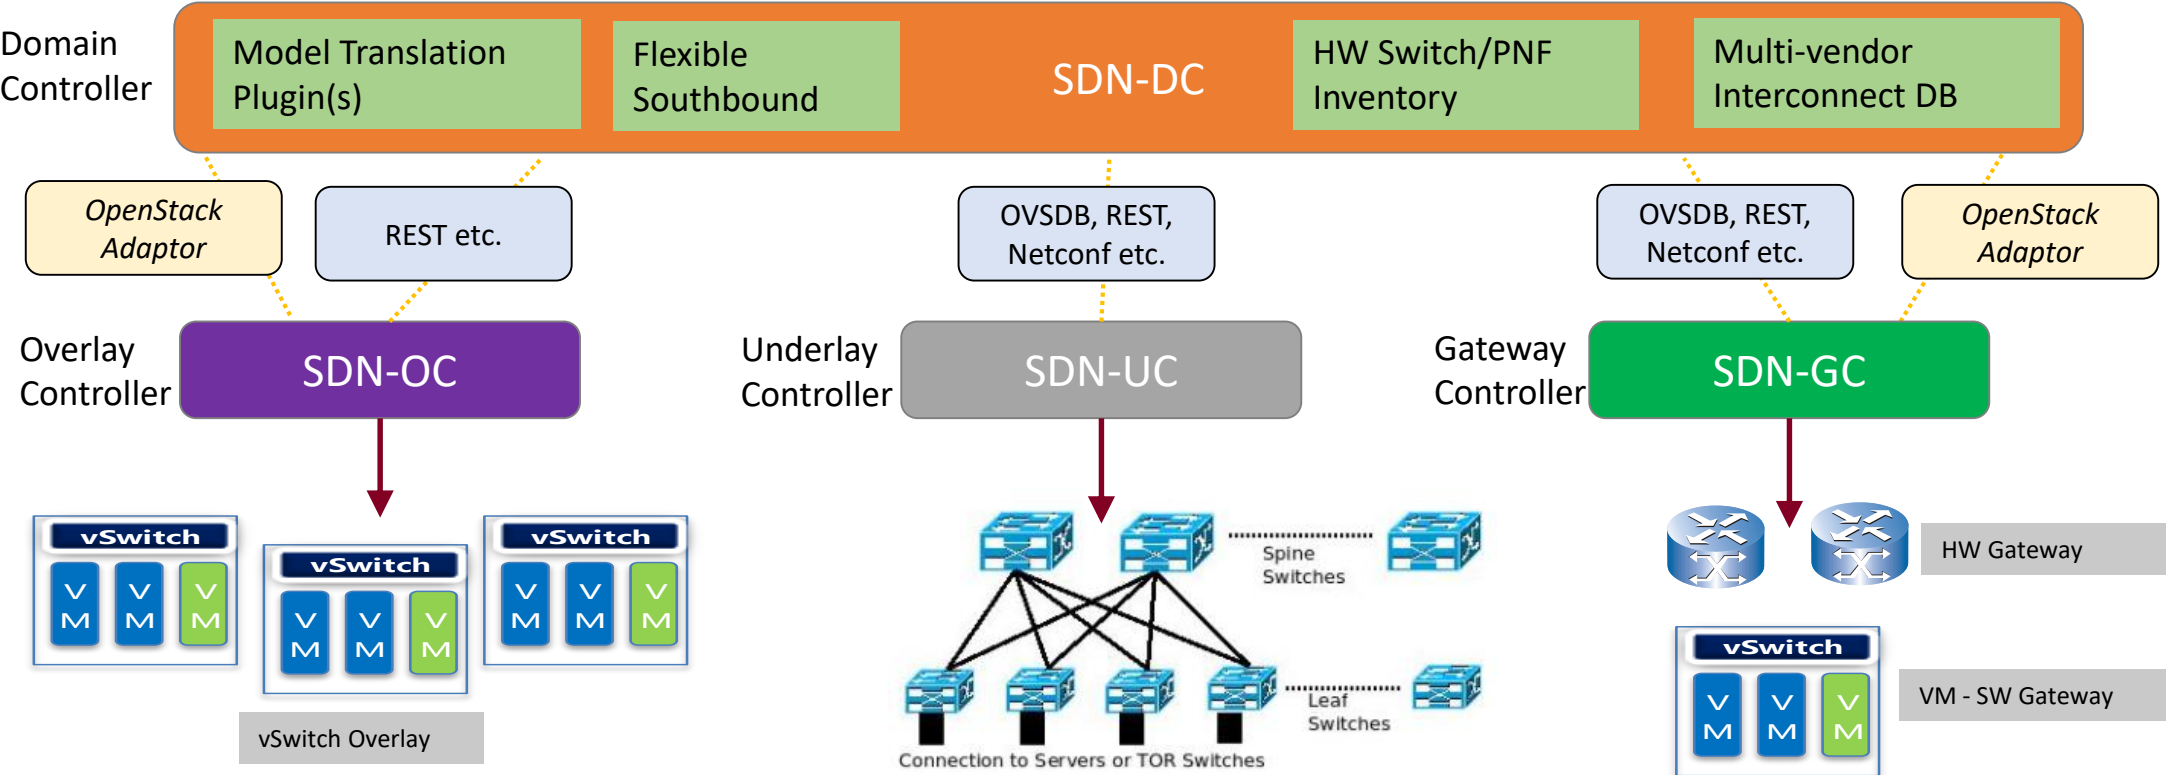 Domain
Controller
Model Translation
Plugin(s)
Flexible
Southbound
SDN-DC
HW Switch/PNF
Inventory
Multi-vendor
Interconnect DB
OpenStack
Adaptor
REST etc.
OVSDB, REST,
Netconf etc.
OVSDB, REST,
Netconf etc.
OpenStack
Adaptor
Overlay
Controller
SDN-OC
Underlay
Controller
SDN-UC
Gateway
Controller
SDN-GC
vSwitch
V
M
V
M
V
M
vSwitch
V
M
V
M
V
M
vSwitch
V
M
V
M
V
M
vSwitch Overlay
Spine
Switches
Leaf
Switches
Connection to Servers or TOR Switches
HW Gateway
vSwitch
V
M
V
M
V
M
VM - SW Gateway